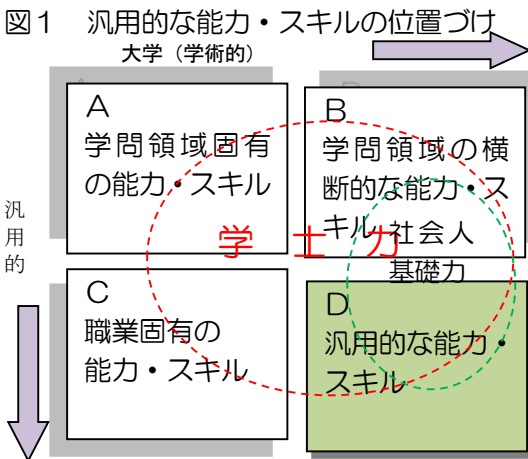 図1 汎用的な能力・スキルの位置づけ
大学(学術的)
A
学問領域固有
の能力・スキル
B
学問領域の横
断的な能力・ス
キル
学士力
社会人
基礎力
汎用的
C
職業固有の
能力・スキル
D
汎用的な能力・
スキル